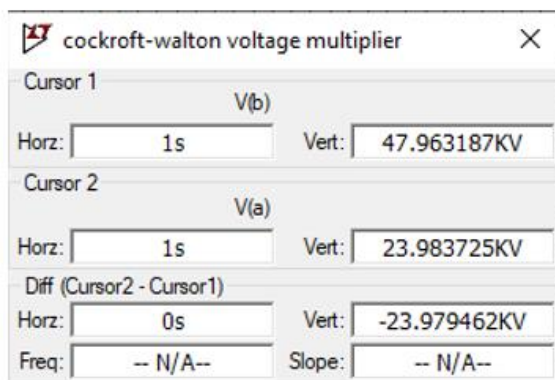 cockroft-walton voltage multiplier
Cursor 1
V(b)
Horz: 1s Vert: 47.963187KV
Cursor 2
V(a)
Horz: 1s Vert: 23.983725KV
Diff (Cursor2 - Cursor1)
Horz: 0s Vert: -23.979462KV
Freq: -- N/A-- Slope: -- N/A--